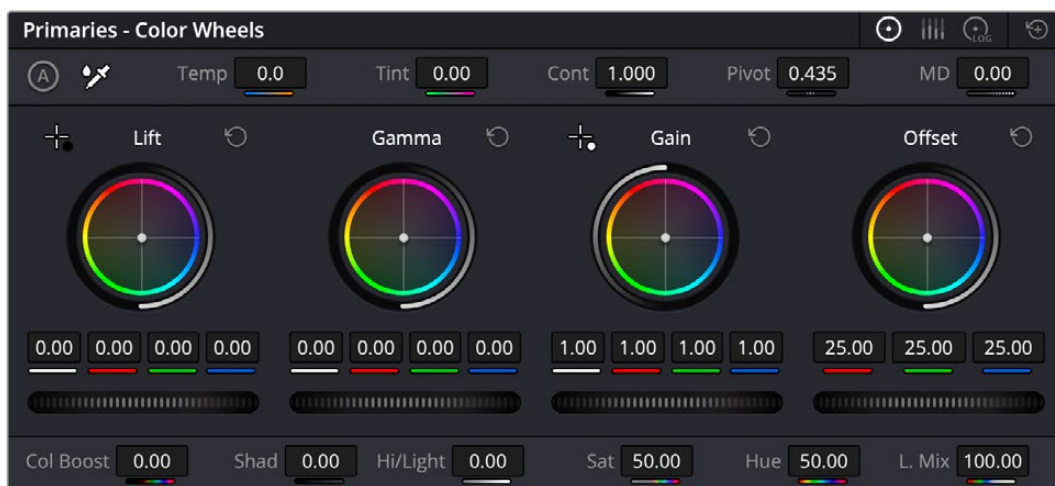 Primaries - Color Wheels
LOG
A Temp 0.0 Tint 0.00 Cont 1.000 Pivot 0.435 MD 0.00
Lift Gamma Gain Offset
0.00 0.00 0.00 0.00 0.00 0.00 0.00 0.00 1.00 1.00 1.00 1.00 25.00 25.00 25.00
Col Boost 0.00 Shad 0.00 Hi/Light 0.00 Sat 50.00 Hue 50.00 L. Mix 100.00